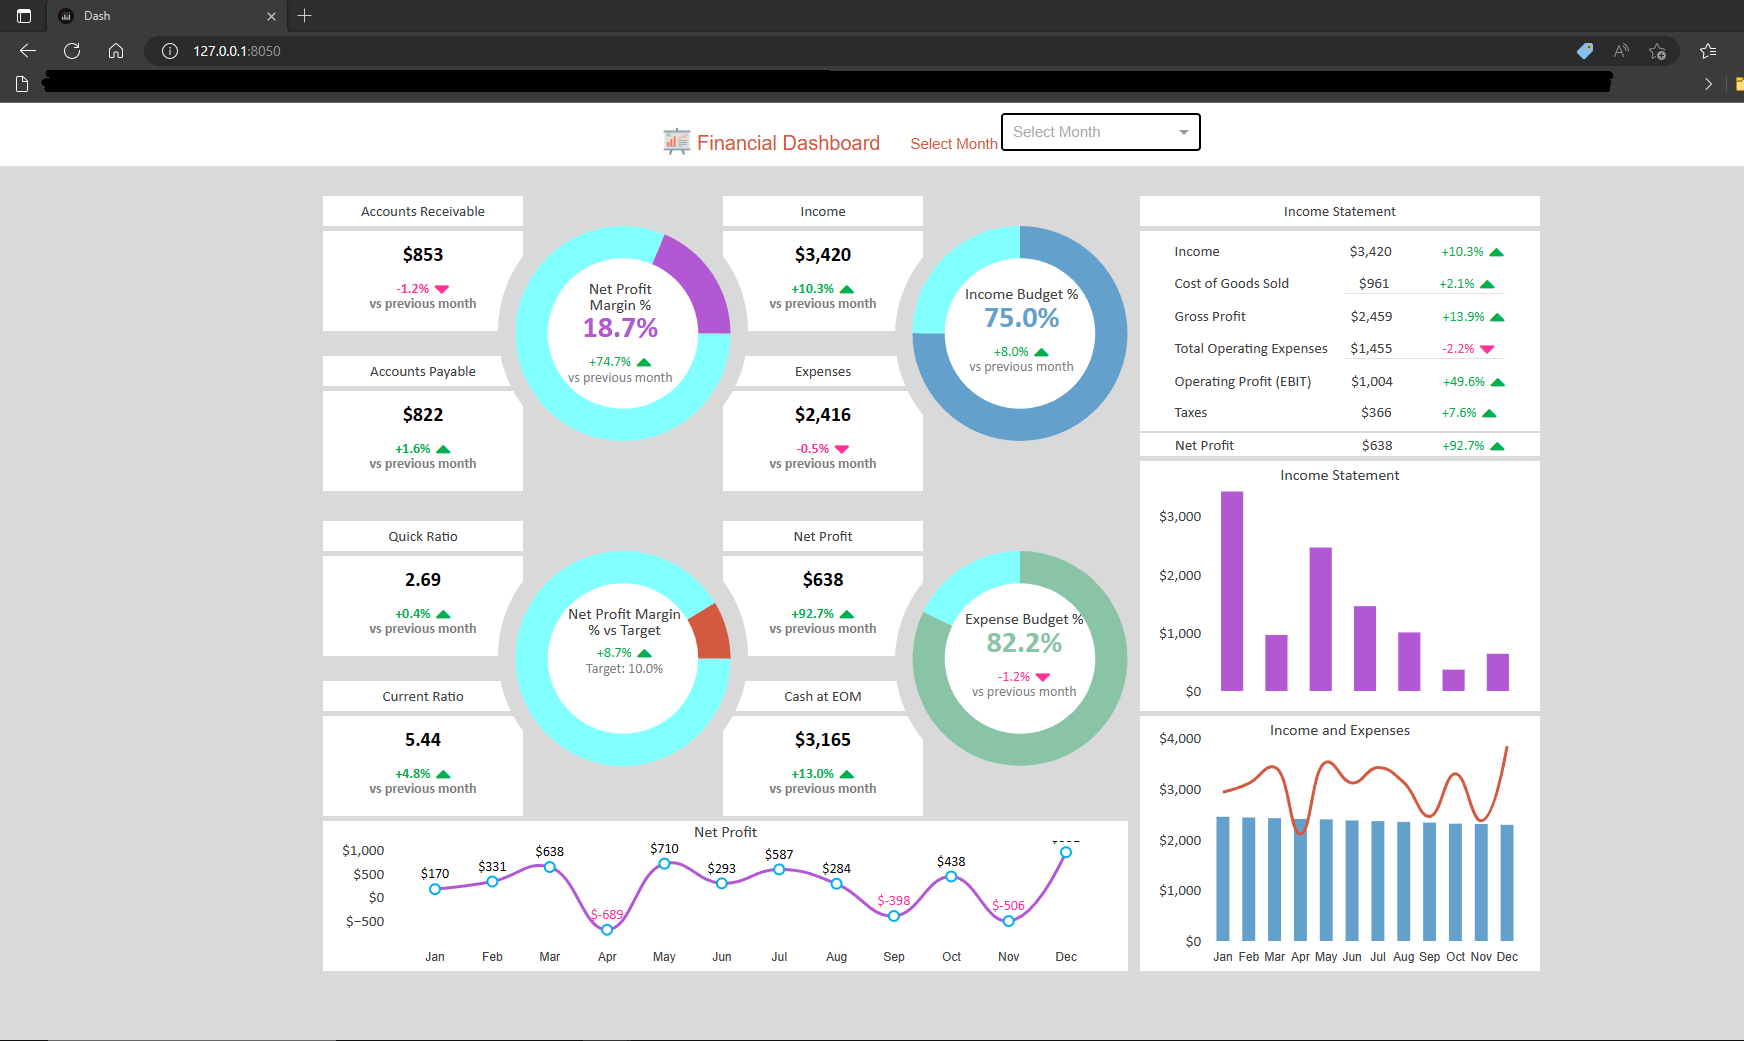 Dash
127.0.0.1:8050
Financial Dashboard
Select Month
Select Month
Accounts Receivable
$853
-1.2%
vs previous month
Accounts Payable
$822
+1.6%
vs previous month
Net Profit
Margin %
18.7%
+74.7%
vs previous month
Income
$3,420
+10.3%
vs previous month
Expenses
$2,416
-0.5%
vs previous month
Income Budget %
75.0%
+8.0%
vs previous month
Quick Ratio
2.69
+0.4%
vs previous month
Current Ratio
5.44
+4.8%
vs previous month
Net Profit Margin
% vs Target
+8.7%
Target: 10.0%
Net Profit
$638
+92.7%
vs previous month
Cash at EOM
$3,165
+13.0%
vs previous month
Expense Budget %
82.2%
-1.2%
vs previous month
Net Profit
$1,000
$500
$0
$−500
$170
$331
$638
$-689
$710
$293
$587
$284
$-398
$438
$-506
Jan Feb Mar Apr May Jun Jul Aug Sep Oct Nov Dec
Income Statement
Income $3,420 +10.3%
Cost of Goods Sold $961 +2.1%
Gross Profit $2,459 +13.9%
Total Operating Expenses $1,455 -2.2%
Operating Profit (EBIT) $1,004 +49.6%
Taxes $366 +7.6%
Net Profit $638 +92.7%
Income Statement
$3,000
$2,000
$1,000
$0
Income and Expenses
$4,000
$3,000
$2,000
$1,000
$0
Jan Feb Mar Apr May Jun Jul Aug Sep Oct Nov Dec